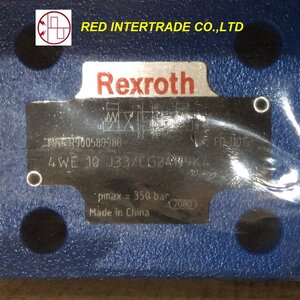 RED INTERTRADE CO.,LTD
Rexroth
4WE 10 J33/CG24N9K4
pmax = 350 bar
Made in China